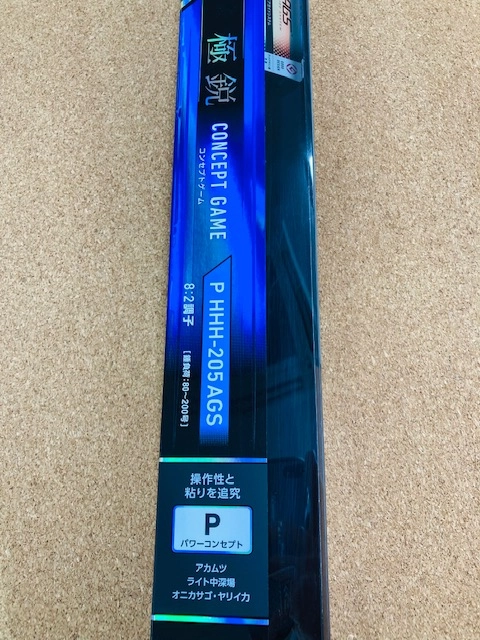 AGS
極鋭
CONCEPT GAME
コンセプトゲーム
P HHH-205 AGS
8:2調子
[錘負荷:80〜200号]
操作性と
粘りを追究
P
パワーコンセプト
アカムツ
ライト中深場
オニカサゴ・ヤリイカ